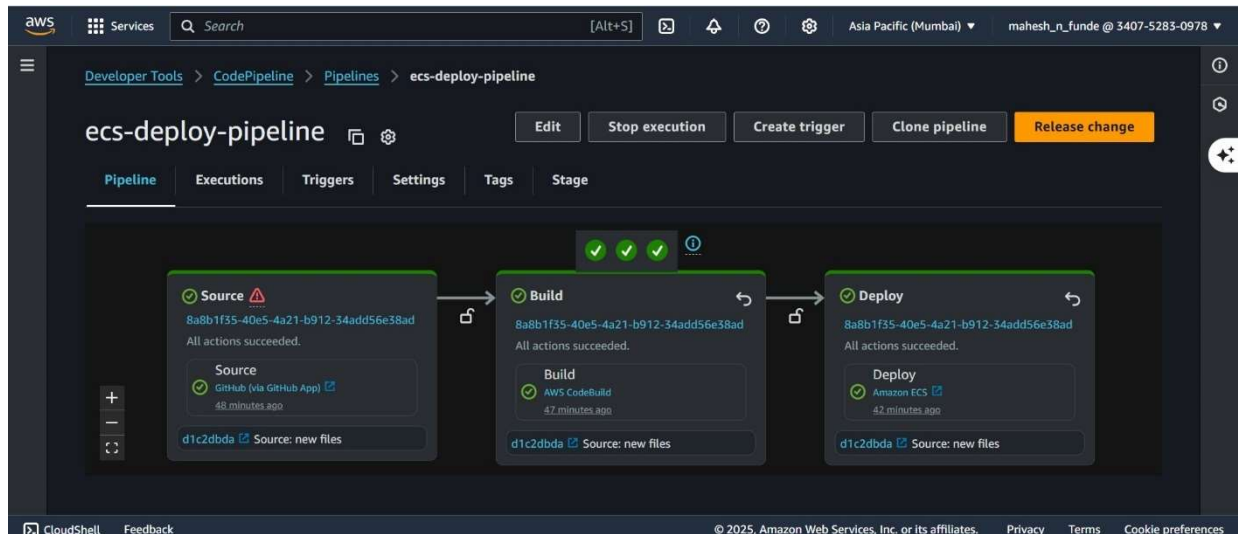 aws Services Search [Alt+S] Asia Pacific (Mumbai) mahesh_n_funde @ 3407-5283-0978
Developer Tools > CodePipeline > Pipelines > ecs-deploy-pipeline
ecs-deploy-pipeline Edit Stop execution Create trigger Clone pipeline Release change
Pipeline Executions Triggers Settings Tags Stage
Source
8a8b1f35-40e5-4a21-b912-34add56e38ad
All actions succeeded.
Source
GitHub (via GitHub App)
48 minutes ago
d1c2dbda Source: new files
Build
8a8b1f35-40e5-4a21-b912-34add56e38ad
All actions succeeded.
Build
AWS CodeBuild
47 minutes ago
d1c2dbda Source: new files
Deploy
8a8b1f35-40e5-4a21-b912-34add56e38ad
All actions succeeded.
Deploy
Amazon ECS
42 minutes ago
d1c2dbda Source: new files
CloudShell Feedback © 2025, Amazon Web Services, Inc. or its affiliates. Privacy Terms Cookie preferences